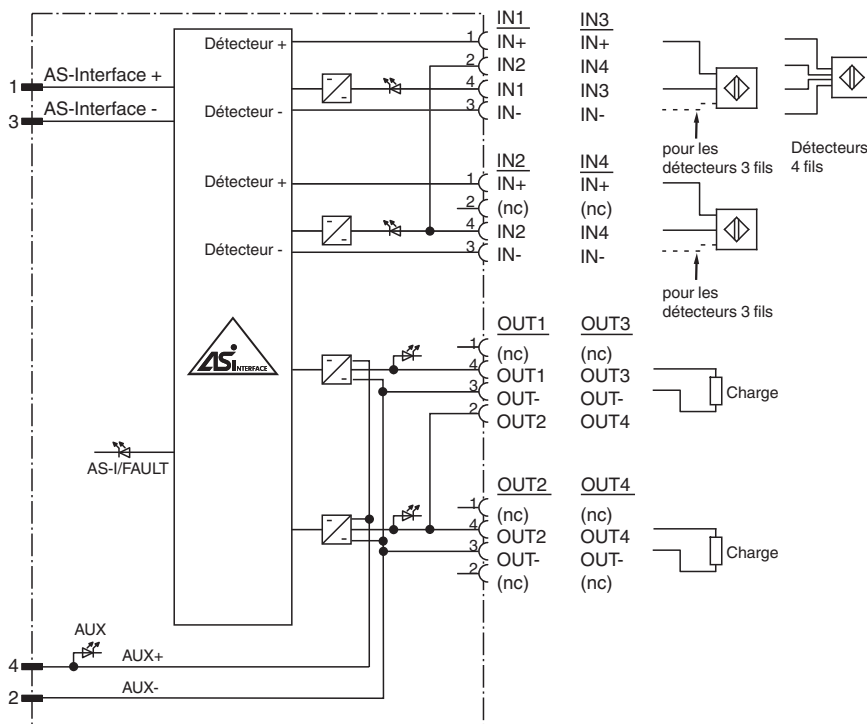 IN1 IN3
Détecteur + 1 IN+ IN+
2 IN2 IN4
1 AS-Interface + 4 IN1 IN3
3 AS-Interface - Détecteur - 3 IN- IN-
pour les
détecteurs 3 fils
Détecteurs
4 fils
IN2 IN4
Détecteur + 1 IN+ IN+
2 (nc) (nc)
4 IN2 IN4
Détecteur - 3 IN- IN-
pour les
détecteurs 3 fils
OUT1 OUT3
1 (nc) (nc)
ASi INTERFACE
4 OUT1 OUT3
3 OUT- OUT- Charge
2 OUT2 OUT4
AS-I/FAULT
OUT2 OUT4
1 (nc) (nc)
4 OUT2 OUT4
3 OUT- OUT- Charge
2 (nc) (nc)
AUX
4 AUX+
2 AUX-